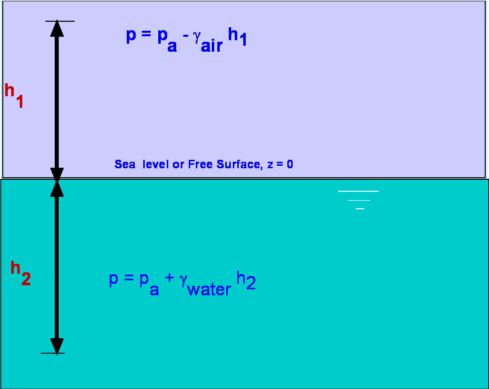 p = pa - γair h1
h1
Sea level or Free Surface, z = 0
h2
p = pa + γwater h2